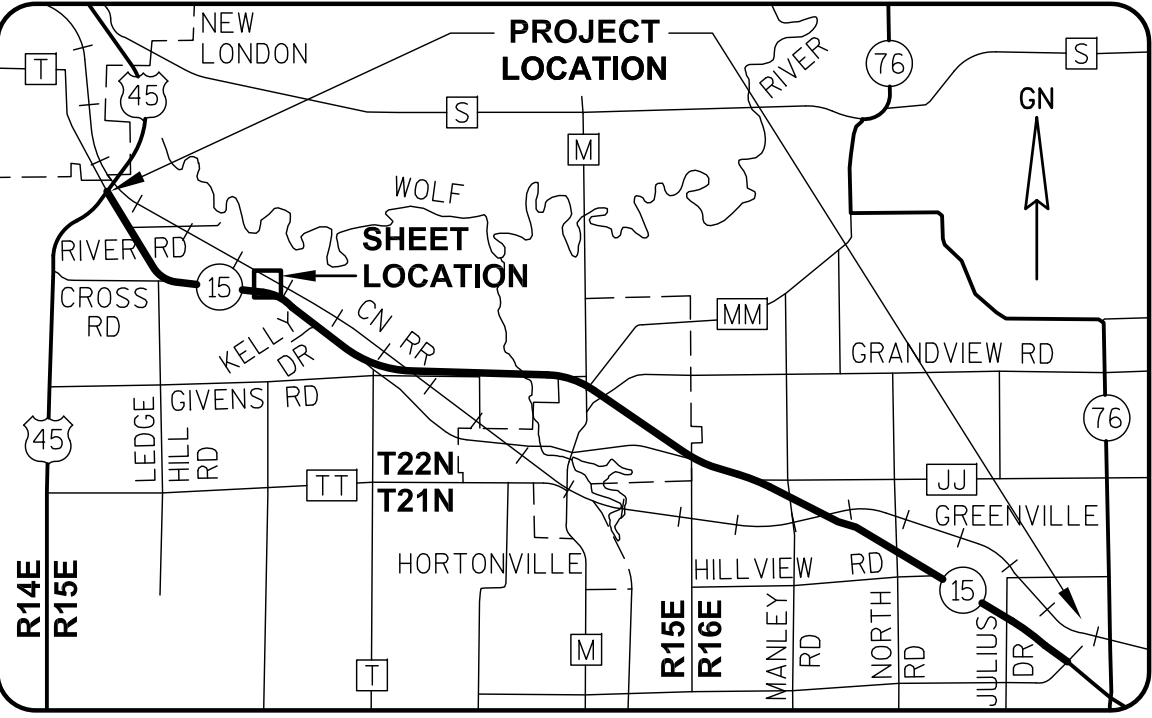 NEW
LONDON
PROJECT
LOCATION
RIVER
76
S
T
45
GN
S
M
WOLF
SHEET
LOCATION
RIVER RD
15
CROSS
RD
KELLY
DR
CN RR
MM
GRANDVIEW RD
GIVENS RD
LEDGE
HILL
RD
45
76
T22N
T21N
TT
JJ
GREENVILLE
HORTONVILLE
HILLVIEW RD
R14E
R15E
15
R15E
R16E
MANLEY
RD
NORTH
RD
JULIUS
DR
T
M